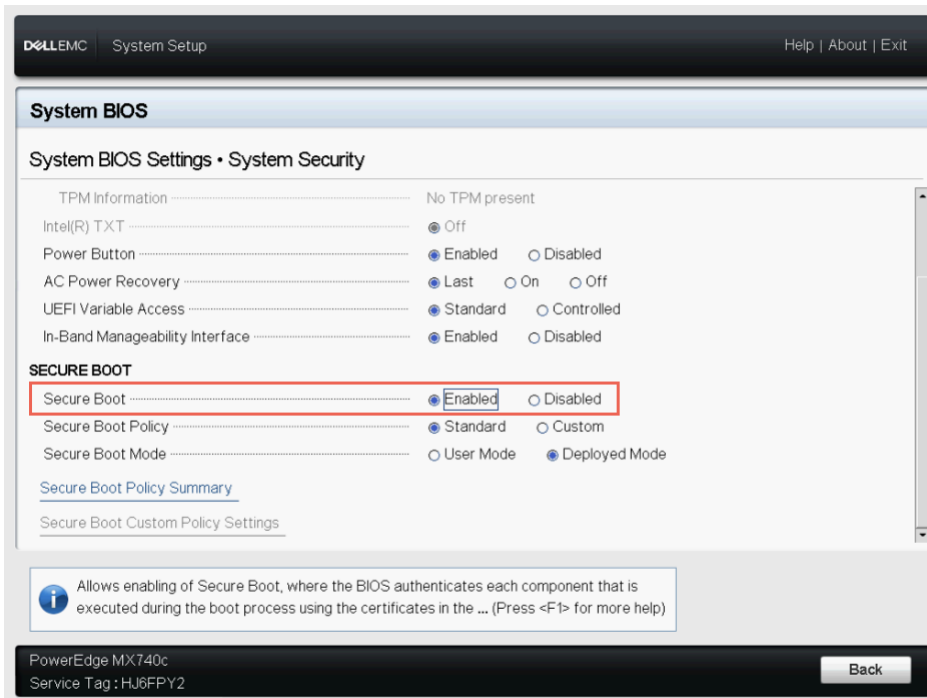 DELLEMC System Setup Help | About | Exit
System BIOS
System BIOS Settings • System Security
TPM Information No TPM present
Intel(R) TXT Off
Power Button Enabled Disabled
AC Power Recovery Last On Off
UEFI Variable Access Standard Controlled
In-Band Manageability Interface Enabled Disabled
SECURE BOOT
Secure Boot Enabled Disabled
Secure Boot Policy Standard Custom
Secure Boot Mode User Mode Deployed Mode
Secure Boot Policy Summary
Secure Boot Custom Policy Settings
Allows enabling of Secure Boot, where the BIOS authenticates each component that is
executed during the boot process using the certificates in the ... (Press <F1> for more help)
PowerEdge MX740c
Service Tag : HJ6FPY2
Back